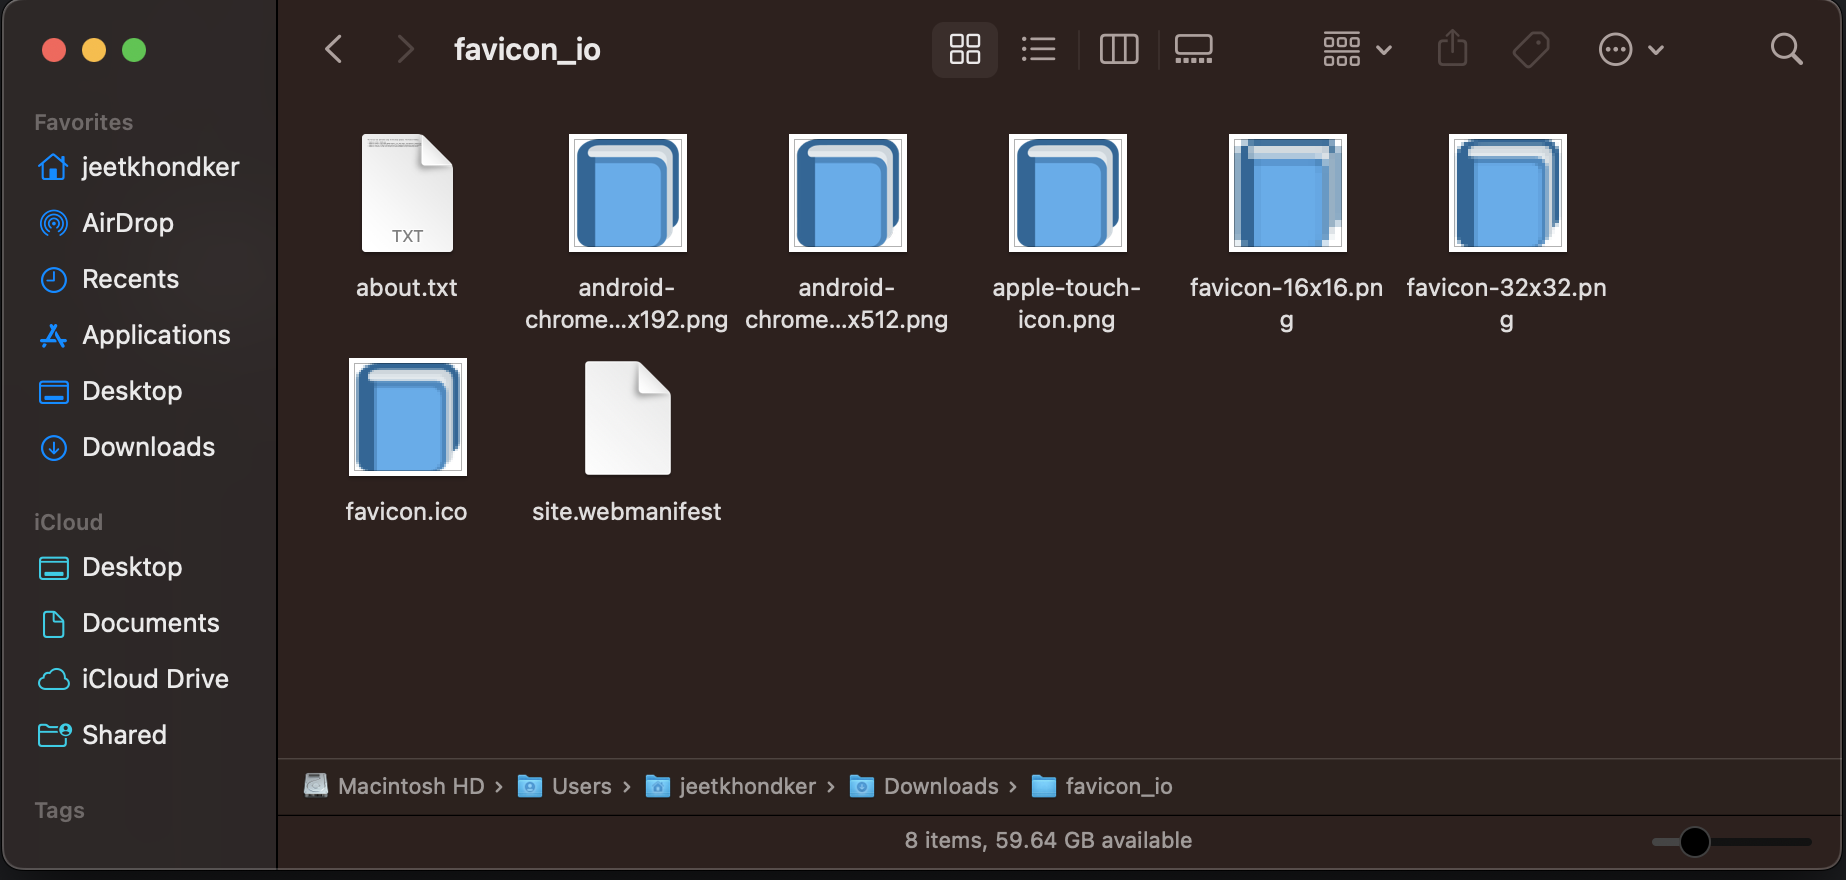 favicon_io
Favorites
jeetkhondker
AirDrop
Recents
Applications
Desktop
Downloads
iCloud
Desktop
Documents
iCloud Drive
Shared
Tags
TXT
about.txt
android-
chrome...x192.png
android-
chrome...x512.png
apple-touch-
icon.png
favicon-16x16.pn
g
favicon-32x32.pn
g
favicon.ico
site.webmanifest
Macintosh HD › Users › jeetkhondker › Downloads › favicon_io
8 items, 59.64 GB available